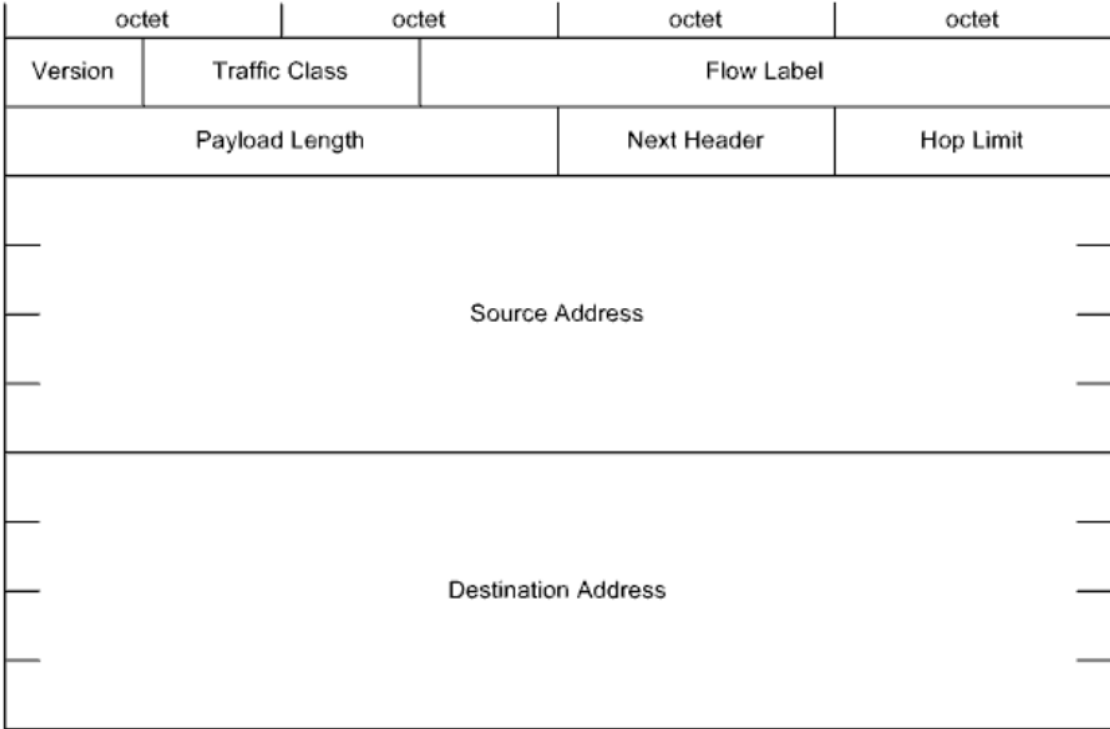 octet octet octet octet
Version Traffic Class Flow Label
Payload Length Next Header Hop Limit
Source Address
Destination Address